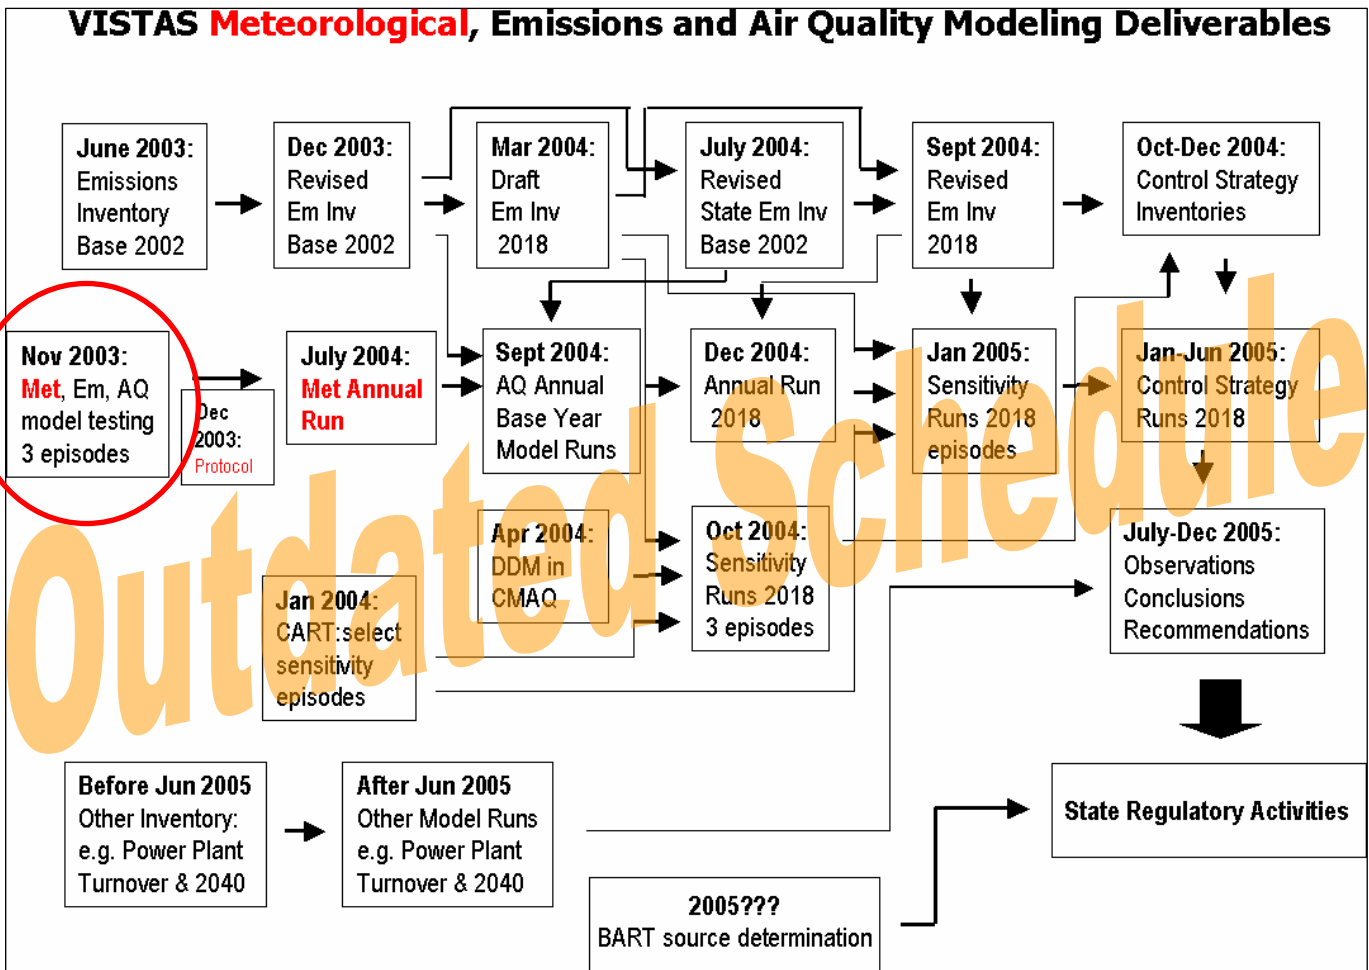 VISTAS Meteorological, Emissions and Air Quality Modeling Deliverables
June 2003:
Emissions
Inventory
Base 2002
Dec 2003:
Revised
Em Inv
Base 2002
Mar 2004:
Draft
Em Inv
2018
July 2004:
Revised
State Em Inv
Base 2002
Sept 2004:
Revised
Em Inv
2018
Oct-Dec 2004:
Control Strategy
Inventories
Nov 2003:
Met, Em, AQ
model testing
3 episodes
Dec
2003:
Protocol
July 2004:
Met Annual
Run
Sept 2004:
AQ Annual
Base Year
Model Runs
Dec 2004:
Annual Run
2018
Jan 2005:
Sensitivity
Runs 2018
episodes
Jan-Jun 2005:
Control Strategy
Runs 2018
Jan 2004:
CART:select
sensitivity
episodes
Apr 2004:
DDM in
CMAQ
Oct 2004:
Sensitivity
Runs 2018
3 episodes
July-Dec 2005:
Observations
Conclusions
Recommendations
Outdated Schedule
Before Jun 2005
Other Inventory:
e.g. Power Plant
Turnover & 2040
After Jun 2005
Other Model Runs
e.g. Power Plant
Turnover & 2040
2005???
BART source determination
State Regulatory Activities